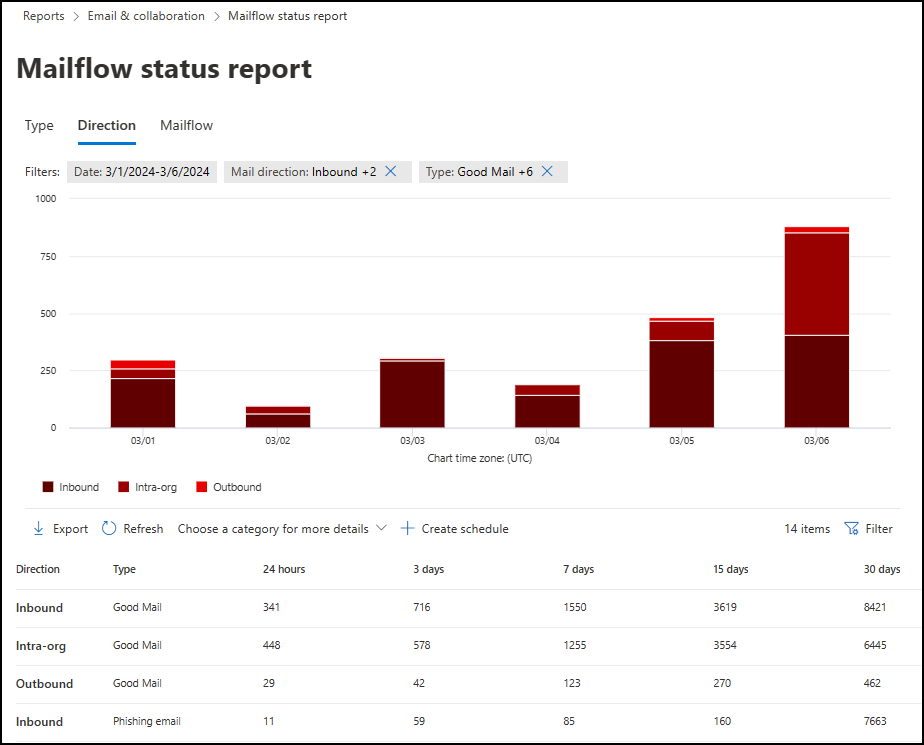 Reports > Email & collaboration > Mailflow status report
Mailflow status report
Type Direction Mailflow
Filters: Date: 3/1/2024-3/6/2024 Mail direction: Inbound +2 Type: Good Mail +6
1000
750
500
250
0
03/01 03/02 03/03 03/04 03/05 03/06
Chart time zone: (UTC)
Inbound Intra-org Outbound
Export Refresh Choose a category for more details Create schedule 14 items Filter
Direction Type 24 hours 3 days 7 days 15 days 30 days
Inbound Good Mail 341 716 1550 3619 8421
Intra-org Good Mail 448 578 1255 3554 6445
Outbound Good Mail 29 42 123 270 462
Inbound Phishing email 11 59 85 160 7663